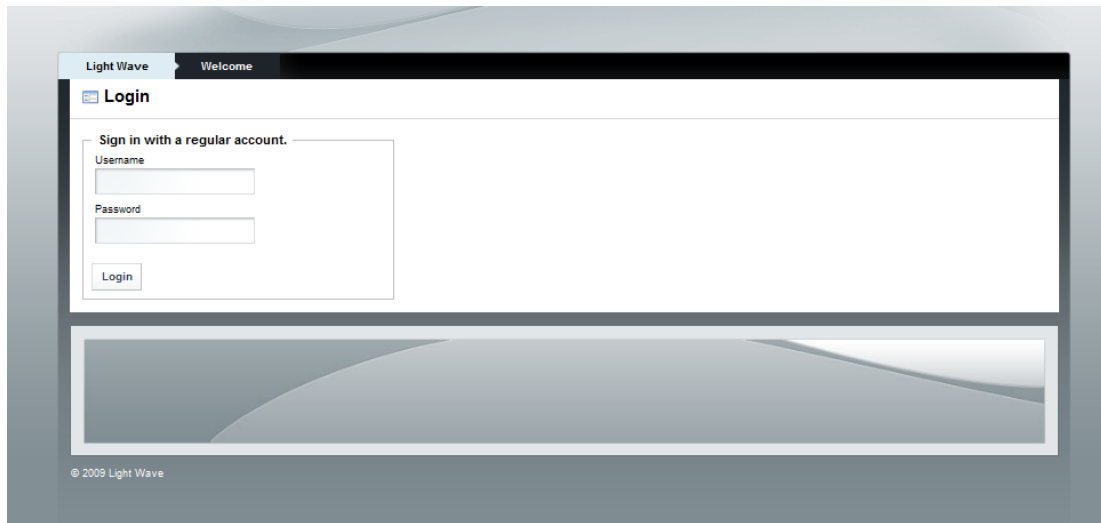 Light Wave Welcome
Login
Sign in with a regular account.
Username
Password
Login
© 2009 Light Wave